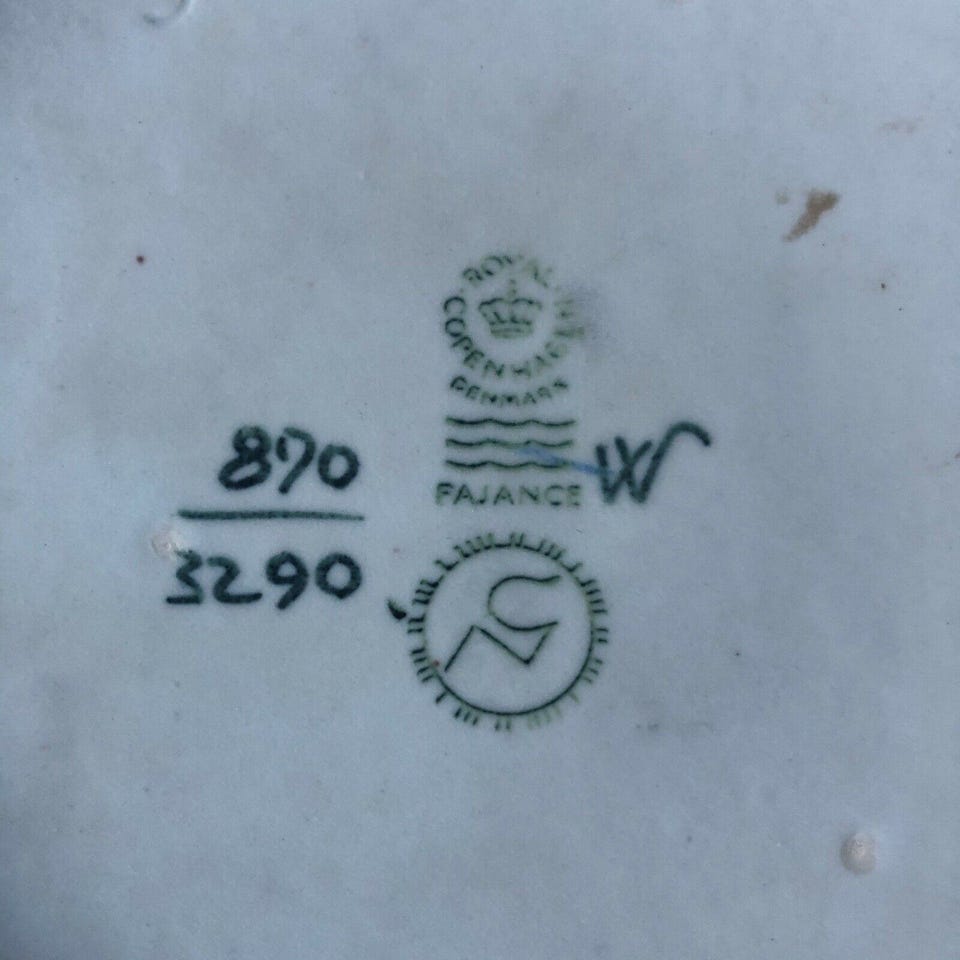 ROYAL COPENHAGEN
DENMARK
FAJANCE
870
3290
W